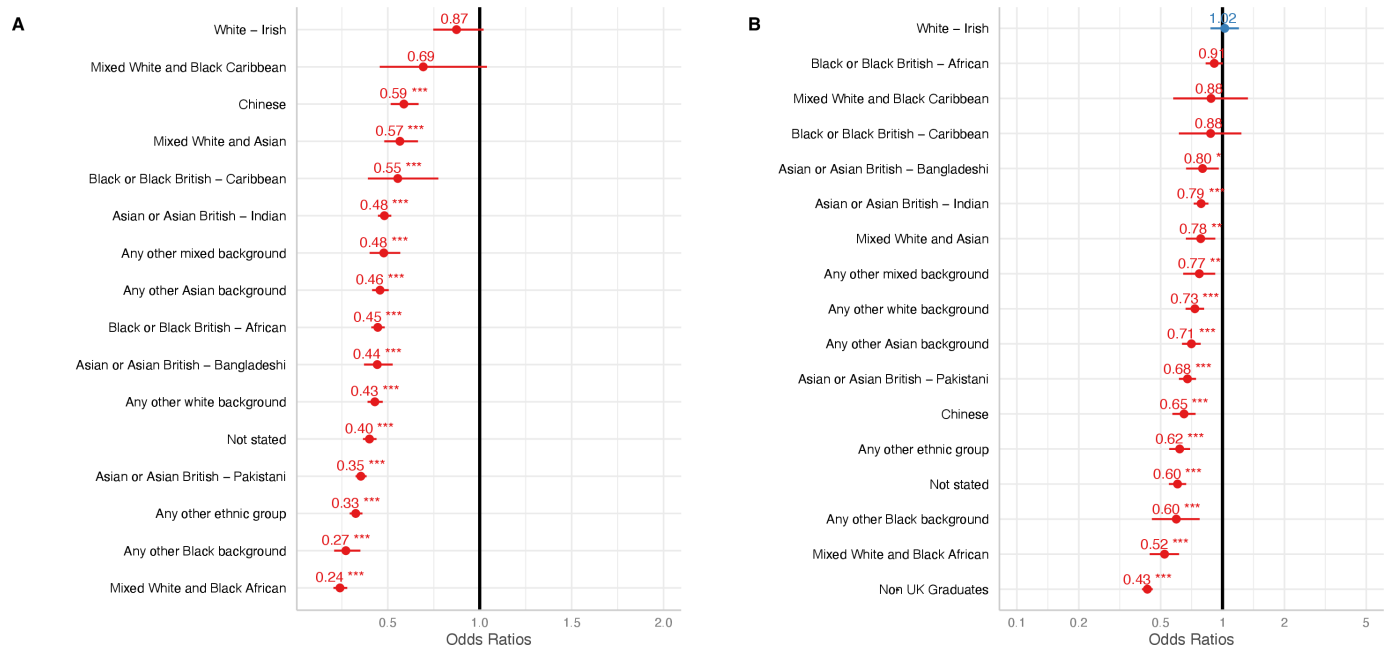 A
White – Irish
0.87
Mixed White and Black Caribbean
0.69
Chinese
0.59 ***
Mixed White and Asian
0.57 ***
Black or Black British – Caribbean
0.55 ***
Asian or Asian British – Indian
0.48 ***
Any other mixed background
0.48 ***
Any other Asian background
0.46 ***
Black or Black British – African
0.45 ***
Asian or Asian British – Bangladeshi
0.44 ***
Any other white background
0.43 ***
Not stated
0.40 ***
Asian or Asian British – Pakistani
0.35 ***
Any other ethnic group
0.33 ***
Any other Black background
0.27 ***
Mixed White and Black African
0.24 ***
0.5 1.0 1.5 2.0
Odds Ratios
B
White – Irish
1.02
Black or Black British – African
0.91
Mixed White and Black Caribbean
0.88
Black or Black British – Caribbean
0.88
Asian or Asian British – Bangladeshi
0.80 *
Asian or Asian British – Indian
0.79 ***
Mixed White and Asian
0.78 **
Any other mixed background
0.77 **
Any other white background
0.73 ***
Any other Asian background
0.71 ***
Asian or Asian British – Pakistani
0.68 ***
Chinese
0.65 ***
Any other ethnic group
0.62 ***
Not stated
0.60 ***
Any other Black background
0.60 ***
Mixed White and Black African
0.52 ***
Non UK Graduates
0.43 ***
0.1 0.2 0.5 1 2 5
Odds Ratios